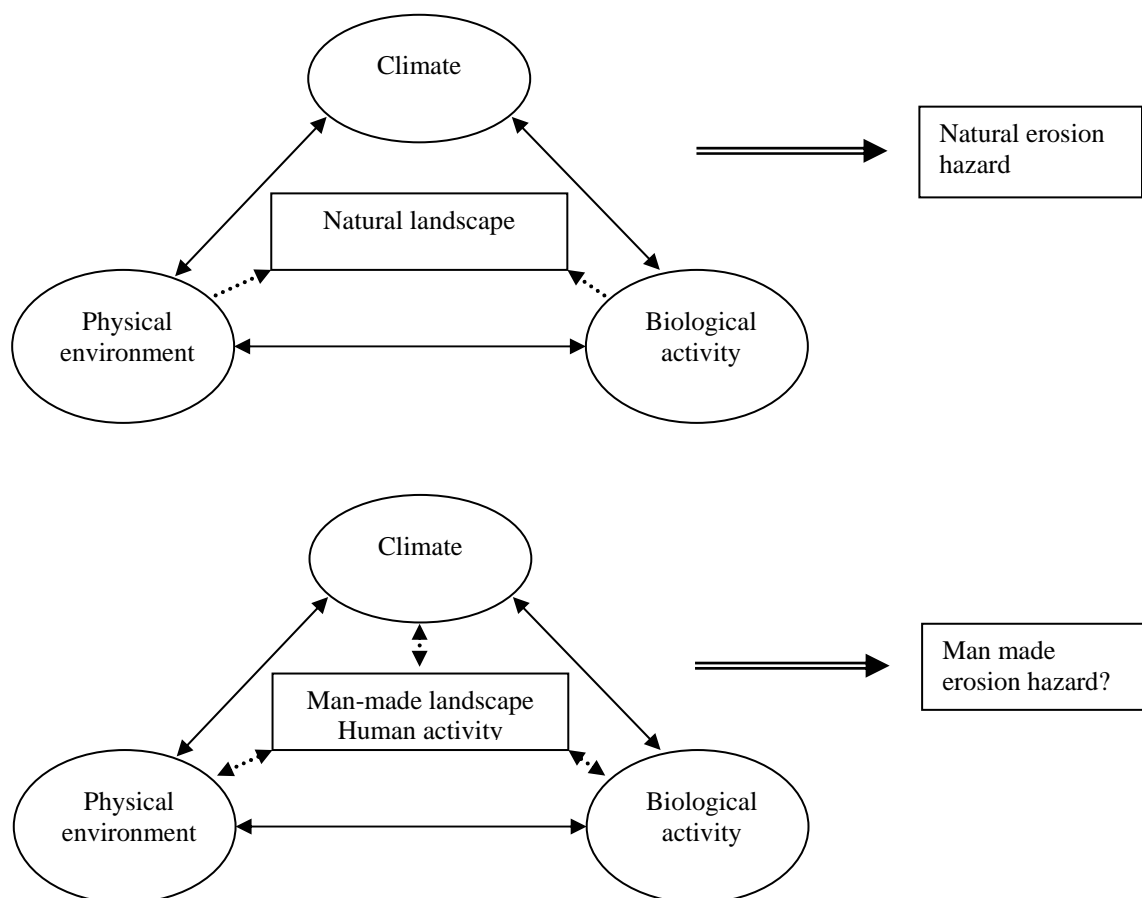 Climate
Natural erosion
hazard
Natural landscape
Physical
environment
Biological
activity
Climate
Man made
erosion hazard?
Man-made landscape
Human activity
Physical
environment
Biological
activity